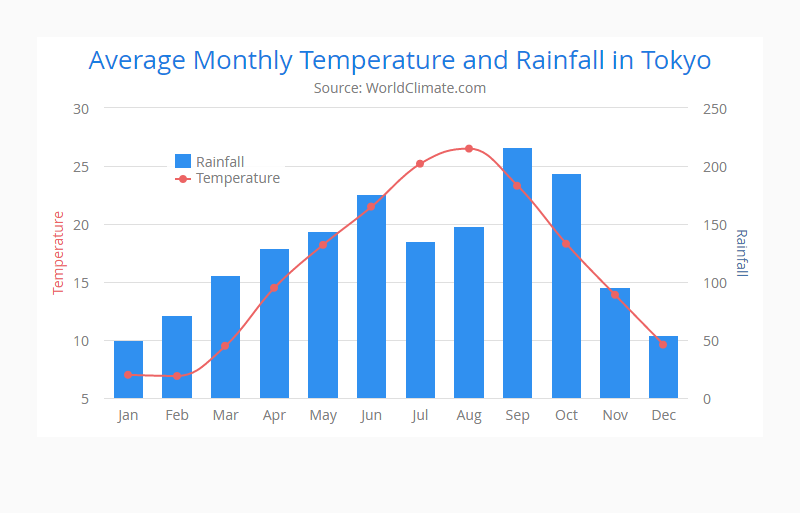 Average Monthly Temperature and Rainfall in Tokyo
Source: WorldClimate.com
30
25
20
15
10
5
Temperature
Rainfall
Temperature
250
200
150
100
50
0
Rainfall
Jan Feb Mar Apr May Jun Jul Aug Sep Oct Nov Dec